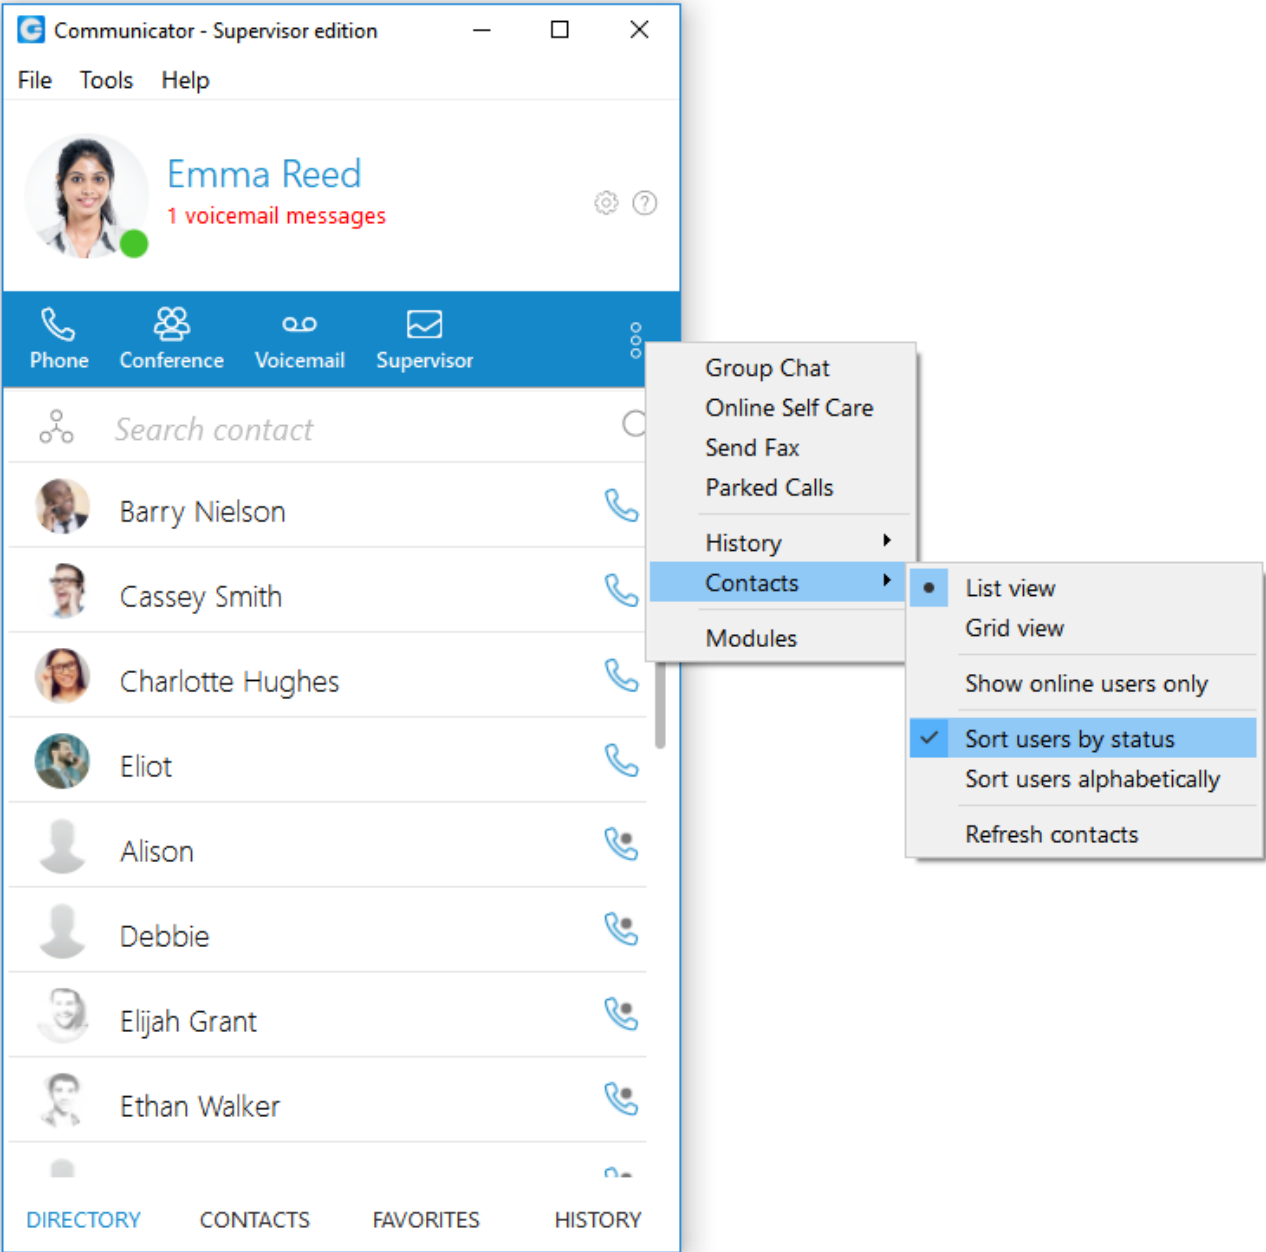 Communicator - Supervisor edition
File Tools Help
Emma Reed
1 voicemail messages
Phone Conference Voicemail Supervisor
Search contact
Barry Nielson
Cassey Smith
Charlotte Hughes
Eliot
Alison
Debbie
Elijah Grant
Ethan Walker
DIRECTORY CONTACTS FAVORITES HISTORY
Group Chat
Online Self Care
Send Fax
Parked Calls
History
Contacts
Modules
List view
Grid view
Show online users only
Sort users by status
Sort users alphabetically
Refresh contacts